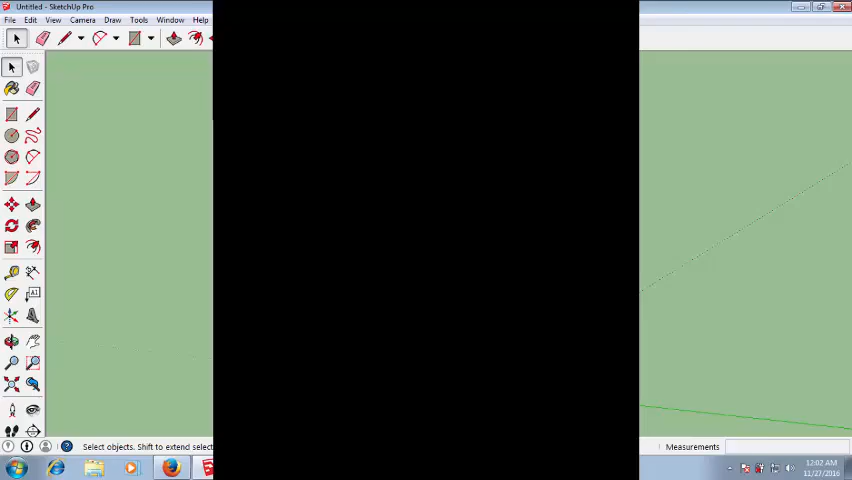 Untitled - SketchUp Pro
File Edit View Camera Draw Tools Window Help
A1
Select objects. Shift to extend select
Measurements
12:02 AM
11/27/2016